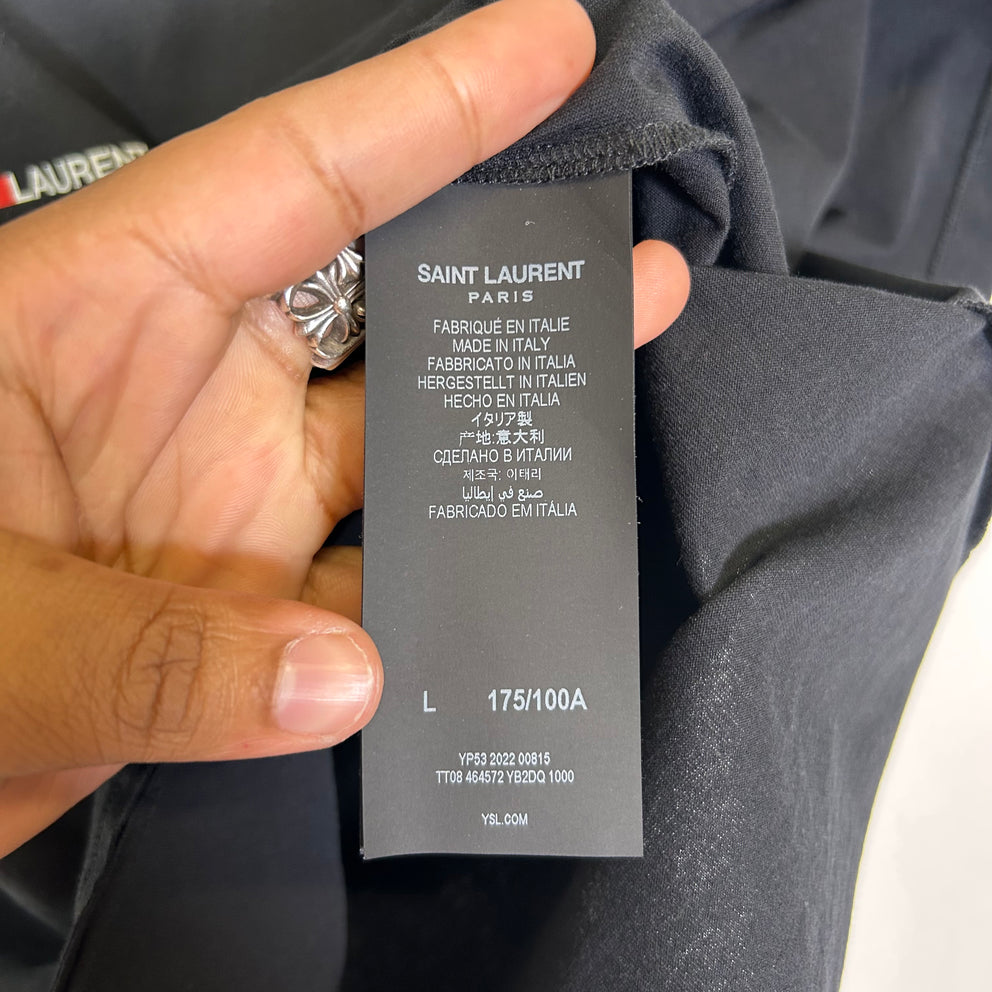 LAURENT
SAINT LAURENT
PARIS
FABRIQUÉ EN ITALIE
MADE IN ITALY
FABBRICATO IN ITALIA
HERGESTELLT IN ITALIEN
HECHO EN ITALIA
イタリア製
产地:意大利
СДЕЛАНО В ИТАЛИИ
제조국: 이태리
صنع في إيطاليا
FABRICADO EM ITÁLIA
L 175/100A
YP53 2022 00815
TT08 464572 YB2DQ 1000
YSL.COM